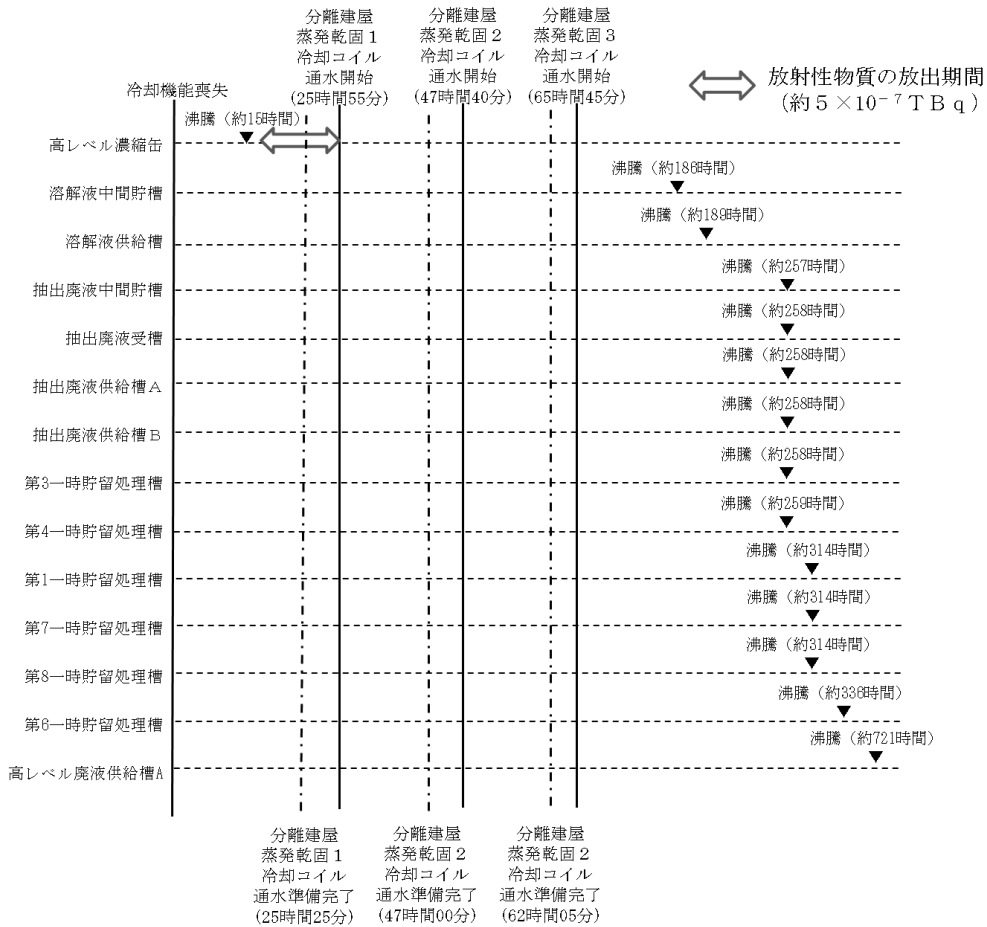 分離建屋
蒸発乾固１
冷却コイル
通水開始
(25時間55分)
分離建屋
蒸発乾固２
冷却コイル
通水開始
(47時間40分)
分離建屋
蒸発乾固３
冷却コイル
通水開始
(65時間45分)
放射性物質の放出期間
（約５×10⁻⁷ＴＢｑ）
冷却機能喪失
沸騰（約15時間）
高レベル濃縮缶
沸騰（約186時間）
溶解液中間貯槽
沸騰（約189時間）
溶解液供給槽
沸騰（約257時間）
抽出廃液中間貯槽
沸騰（約258時間）
抽出廃液受槽
沸騰（約258時間）
抽出廃液供給槽Ａ
沸騰（約258時間）
抽出廃液供給槽Ｂ
沸騰（約258時間）
第3一時貯留処理槽
沸騰（約259時間）
第4一時貯留処理槽
沸騰（約314時間）
第1一時貯留処理槽
沸騰（約314時間）
第7一時貯留処理槽
沸騰（約314時間）
第8一時貯留処理槽
沸騰（約336時間）
第6一時貯留処理槽
沸騰（約721時間）
高レベル廃液供給槽A
分離建屋
蒸発乾固１
冷却コイル
通水準備完了
(25時間25分)
分離建屋
蒸発乾固２
冷却コイル
通水準備完了
(47時間00分)
分離建屋
蒸発乾固２
冷却コイル
通水準備完了
(62時間05分)